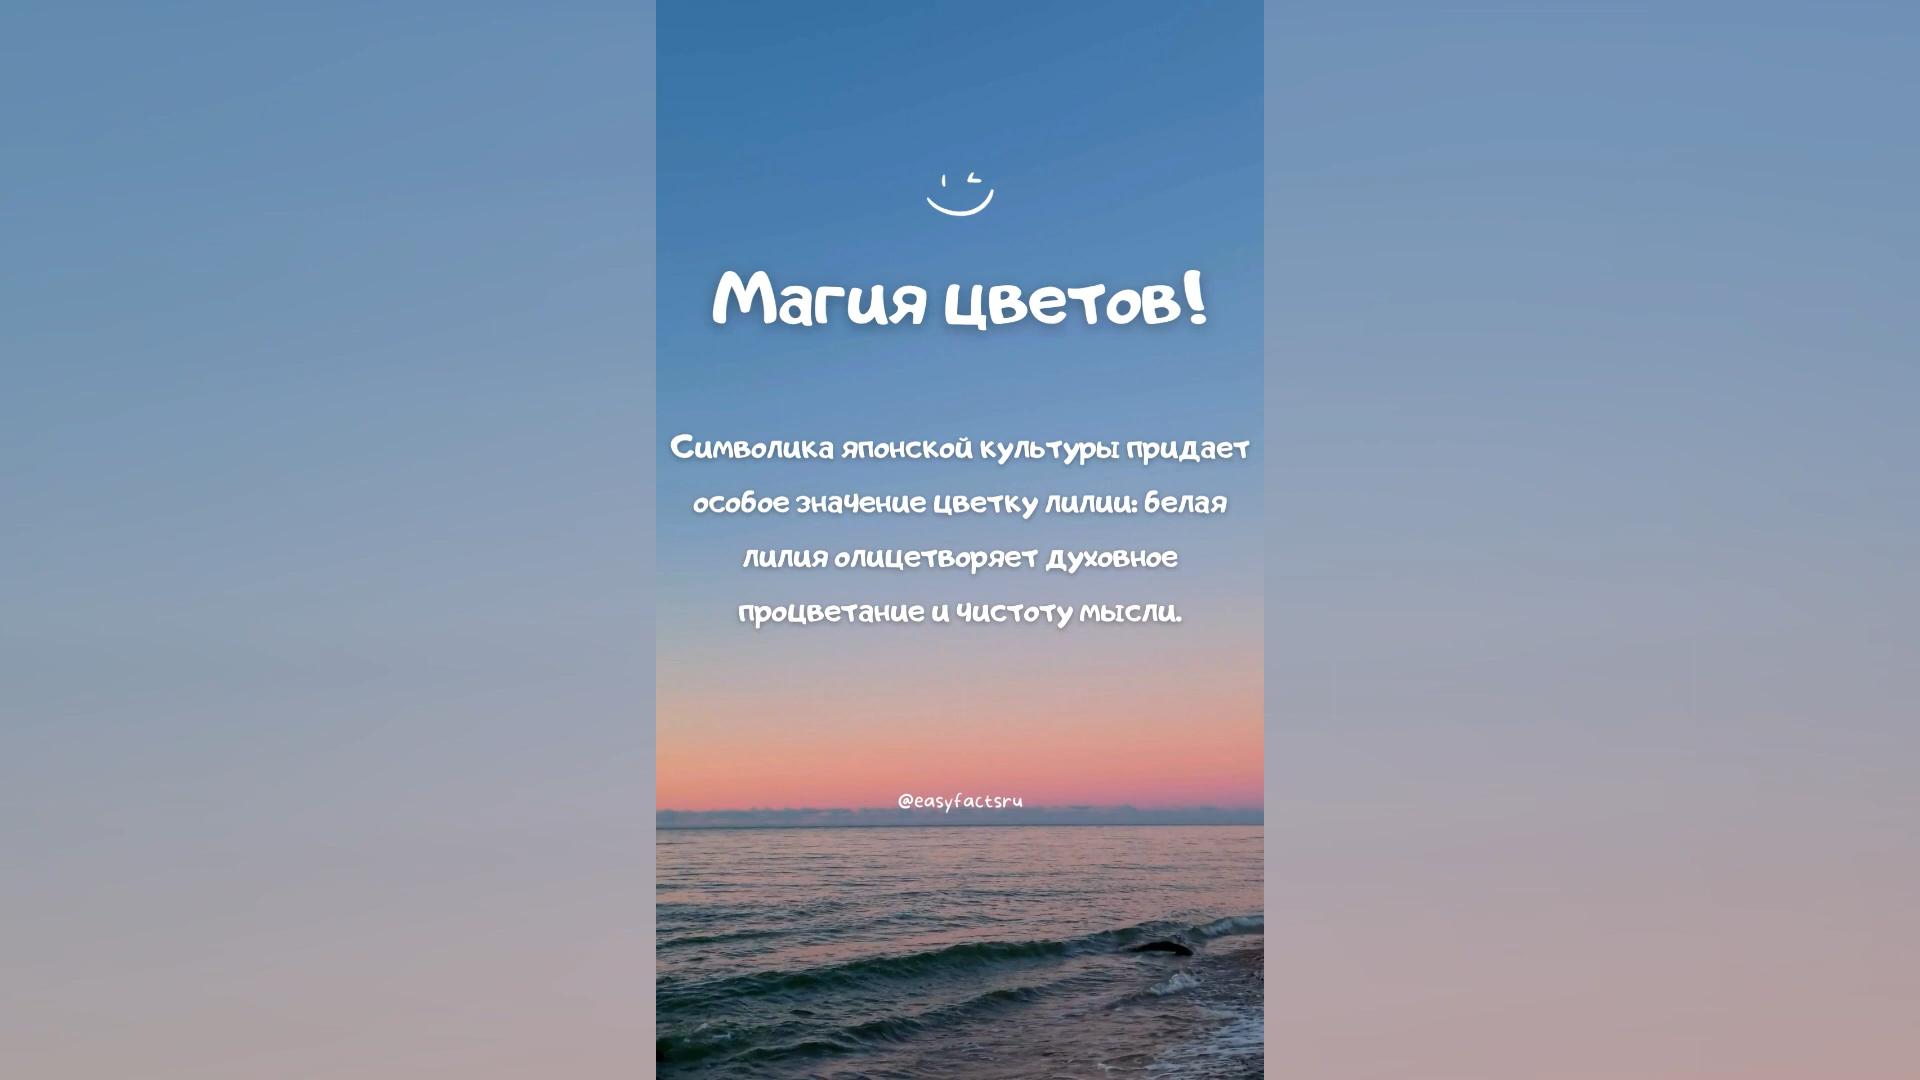 Магия цветов!
Символика японской культуры придает
особое значение цветку лилии: белая
лилия олицетворяет духовное
процветание и чистоту мысли.
@easyfactsru